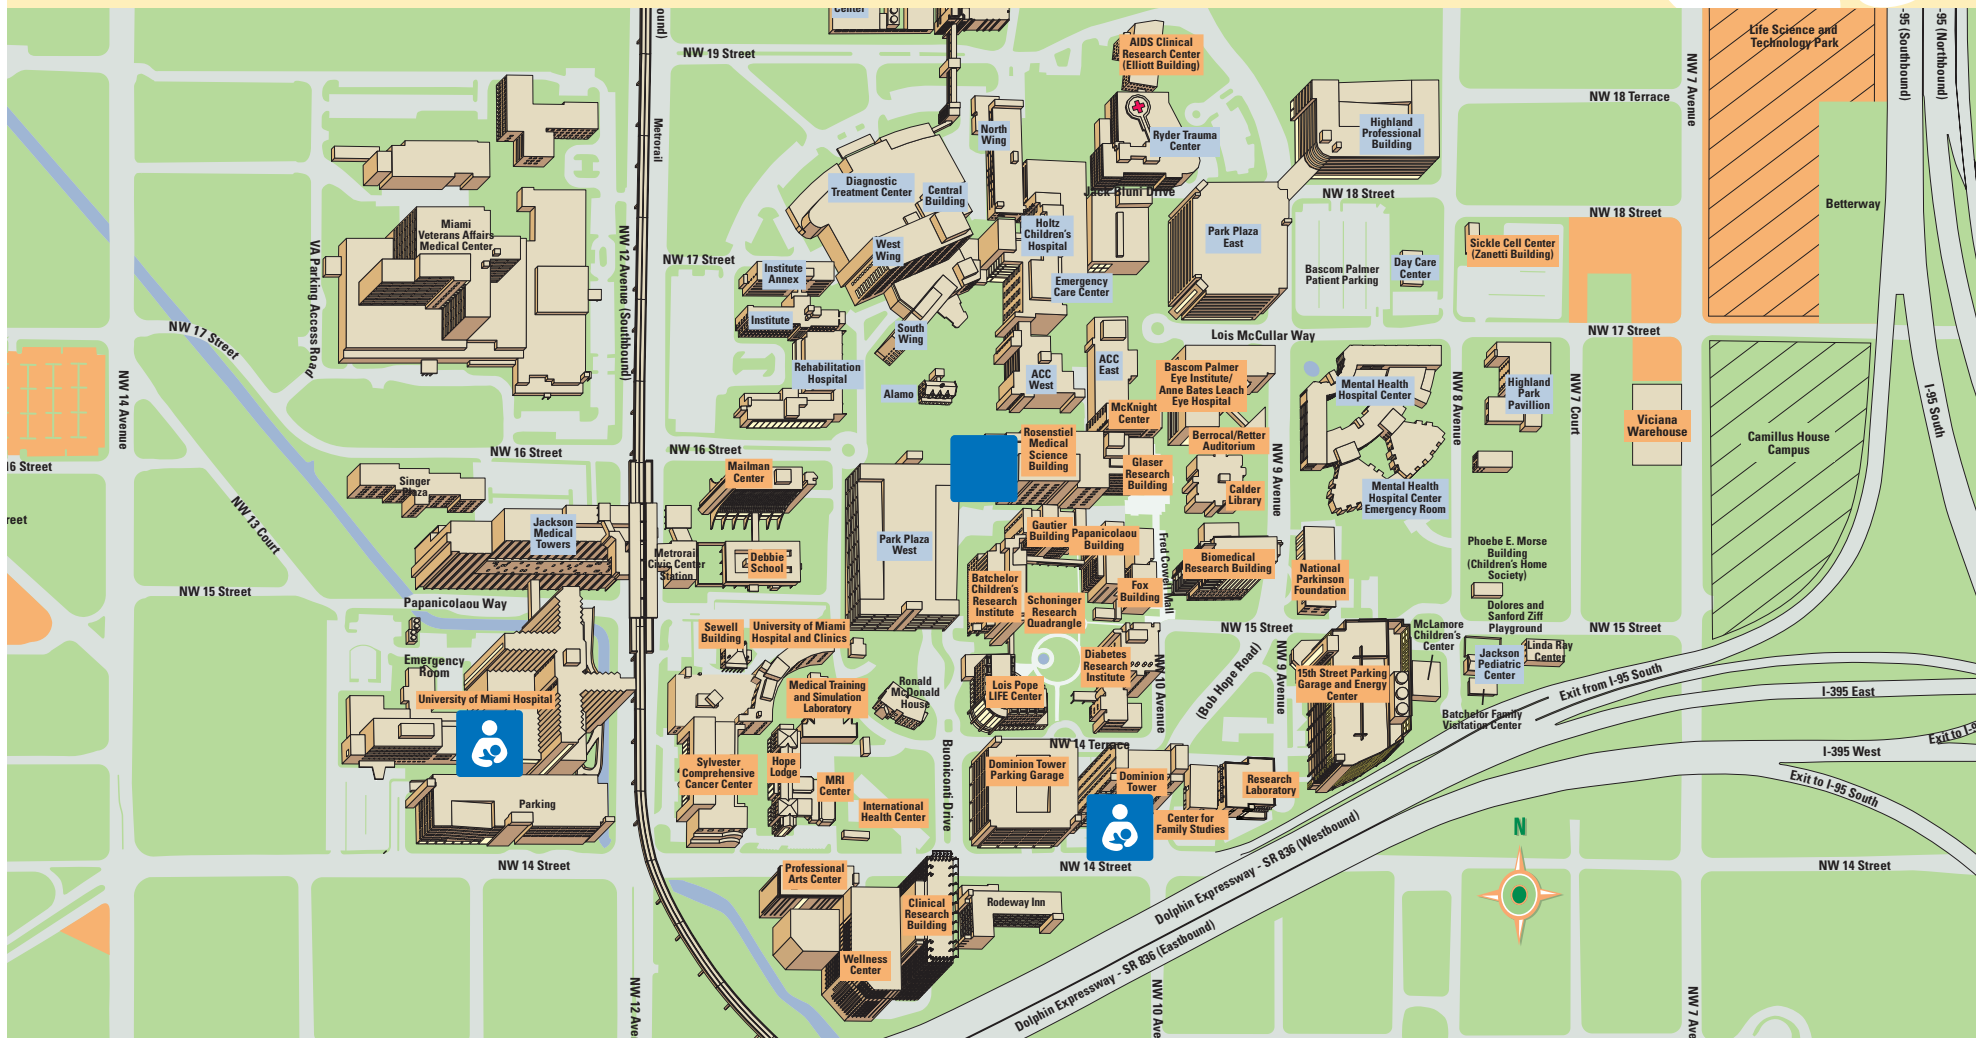 Center
ound)
NW 19 Street
AIDS Clinical
Research Center
(Elliott Building)
Life Science and
Technology Park
-95 (Southbound)
-95 (Northbound)
NW 7 Avenue
NW 18 Terrace
Metrorail
North
Wing
Ryder Trauma
Center
Highland
Professional
Building
Diagnostic
Treatment Center
Central
Building
Jack Bluni Drive
NW 18 Street
NW 18 Street
Betterway
Miami
Veterans Affairs
Medical Center
VA Parking Access Road
NW 12 Avenue (Southbound)
NW 17 Street
West
Wing
Holtz
Children's
Hospital
Park Plaza
East
Sickle Cell Center
(Zanetti Building)
Institute
Annex
Emergency
Care Center
Bascom Palmer
Patient Parking
Day Care
Center
Institute
South
Wing
NW 17 Street
Lois McCullar Way
NW 17 Street
Rehabilitation
Hospital
Alamo
ACC
West
ACC
East
Bascom Palmer
Eye Institute/
Anne Bates Leach
Eye Hospital
Mental Health
Hospital Center
NW 8 Avenue
Highland
Park
Pavillion
NW 7 Court
Viciana
Warehouse
I-95 South
Camillus House
Campus
NW 14 Avenue
McKnight
Center
16 Street
NW 16 Street
NW 16 Street
Rosenstiel
Medical
Science
Building
Berrocal/Retter
Auditorium
NW 9 Avenue
Mailman
Center
Glaser
Research
Building
Calder
Library
Mental Health
Hospital Center
Emergency Room
Singer
Plaza
reet
NW 13 Court
Jackson
Medical
Towers
Metrorail
Civic Center
Station
Debbie
School
Park Plaza
West
Gautier
Building
Papanicolaou
Building
Fred Cowell Mall
Biomedical
Research Building
National
Parkinson
Foundation
Phoebe E. Morse
Building
(Children's Home
Society)
Batchelor
Children's
Research
Institute
Fox
Building
Schoninger
Research
Quadrangle
Dolores and
Sanford Ziff
Playground
NW 15 Street
Papanicolaou Way
NW 15 Street
NW 15 Street
Sewell
Building
University of Miami
Hospital and Clinics
McLamore
Children's
Center
Linda Ray
Center
Jackson
Pediatric
Center
Emergency
Room
University of Miami Hospital
Medical Training
and Simulation
Laboratory
Ronald
McDonald
House
Lois Pope
LIFE Center
Diabetes
Research
Institute
NW 10 Avenue
(Bob Hope Road)
NW 9 Avenue
15th Street Parking
Garage and Energy
Center
Exit from I-95 South
I-395 East
Batchelor Family
Visitation Center
NW 14 Terrace
I-395 West
Exit to I-9
Exit to I-95 South
Sylvester
Comprehensive
Cancer Center
Hope
Lodge
MRI
Center
International
Health Center
Buoniconti Drive
Dominion Tower
Parking Garage
Dominion
Tower
Research
Laboratory
Center for
Family Studies
Parking
N
NW 14 Street
NW 14 Street
NW 14 Street
Dolphin Expressway - SR 836 (Westbound)
Dolphin Expressway - SR 836 (Eastbound)
Professional
Arts Center
Clinical
Research
Building
Rodeway Inn
Wellness
Center
NW 12 Ave
NW 10 Ave
NW 7 Ave